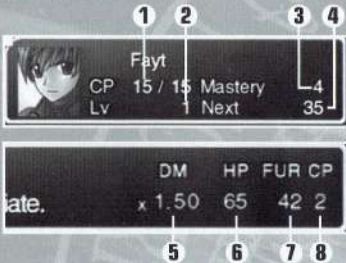 1 2 3 4
Fayt
CP 15 / 15 Mastery 4
Lv 1 Next 35
DM HP FUR CP
iate. x 1.50 65 42 2
5 6 7 8